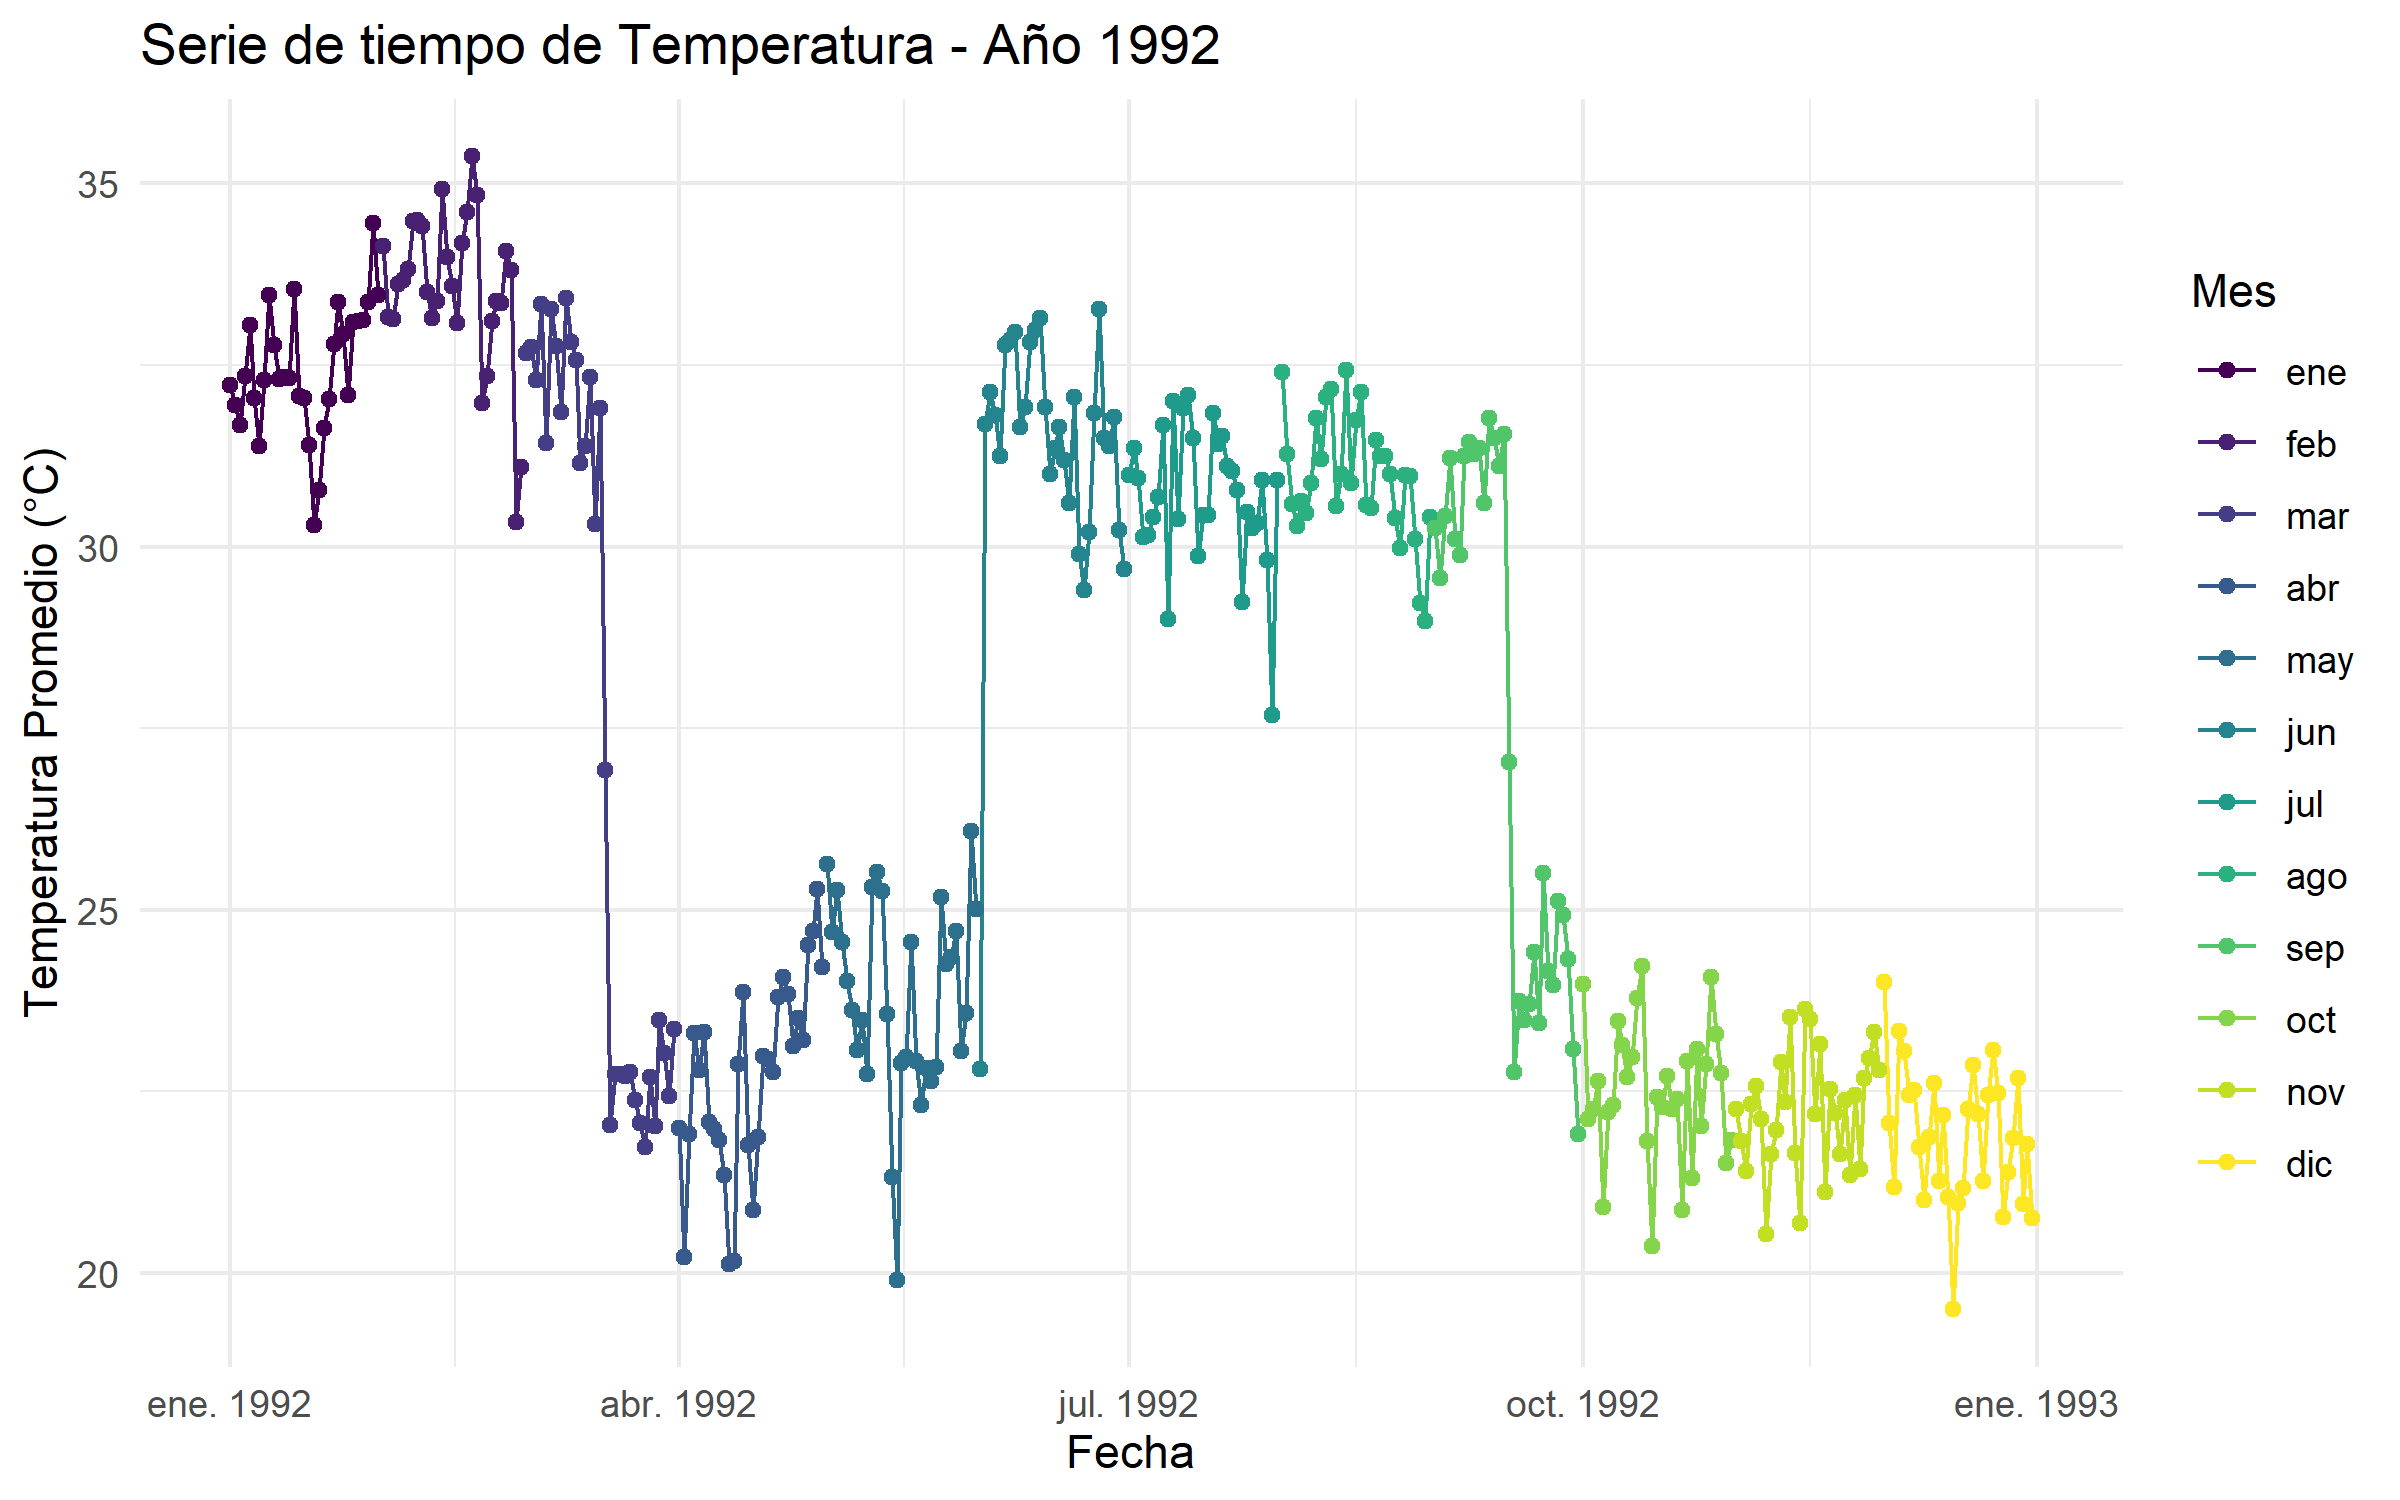 Serie de tiempo de Temperatura - Año 1992
Temperatura Promedio (°C)
35
30
25
20
ene. 1992
abr. 1992
jul. 1992
oct. 1992
ene. 1993
Fecha
Mes
ene
feb
mar
abr
may
jun
jul
ago
sep
oct
nov
dic